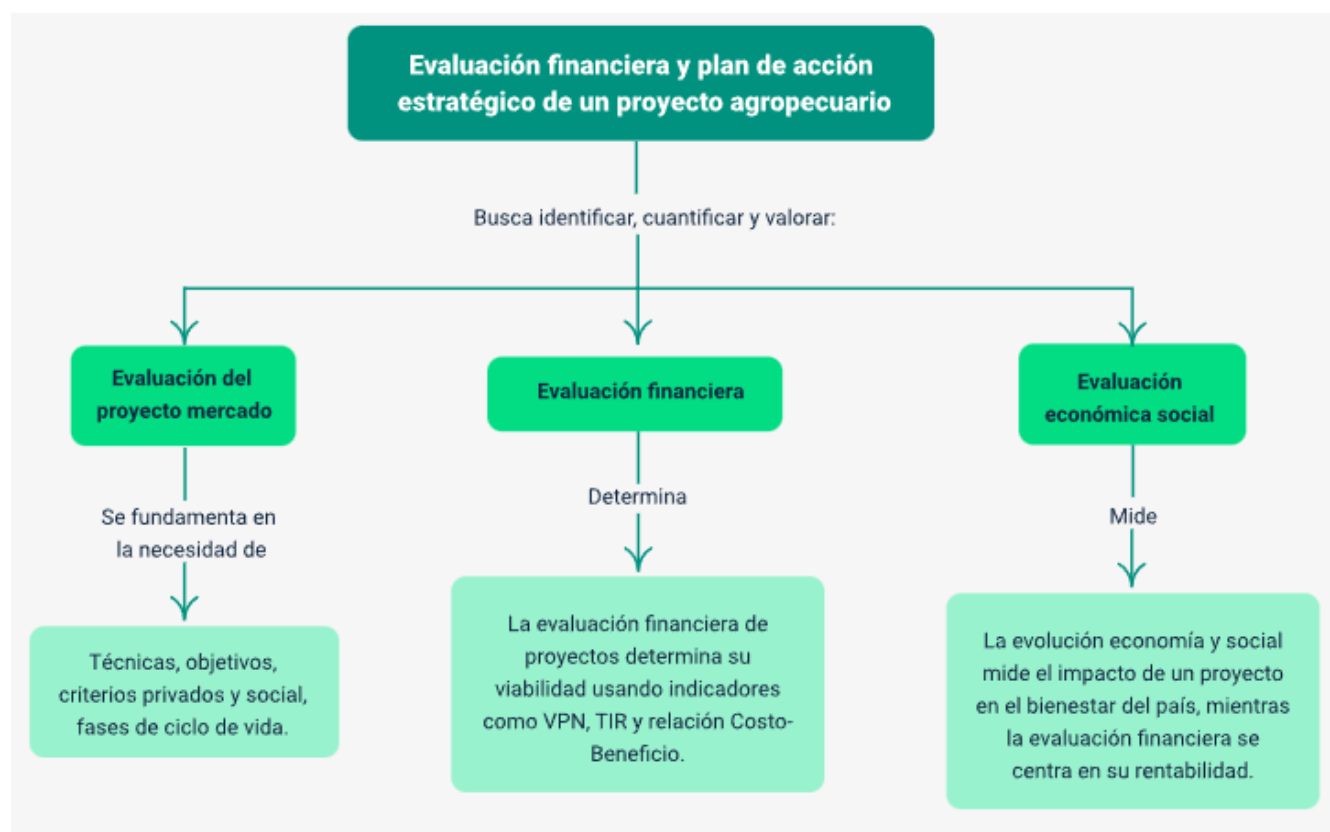 Evaluación financiera y plan de acción
estratégico de un proyecto agropecuario
Busca identificar, cuantificar y valorar:
Evaluación del
proyecto mercado
Se fundamenta en
la necesidad de
Técnicas, objetivos,
criterios privados y social,
fases de ciclo de vida.
Evaluación financiera
Determina
La evaluación financiera de
proyectos determina su
viabilidad usando indicadores
como VPN, TIR y relación Costo-
Beneficio.
Evaluación
económica social
Mide
La evolución economía y social
mide el impacto de un proyecto
en el bienestar del país, mientras
la evaluación financiera se
centra en su rentabilidad.